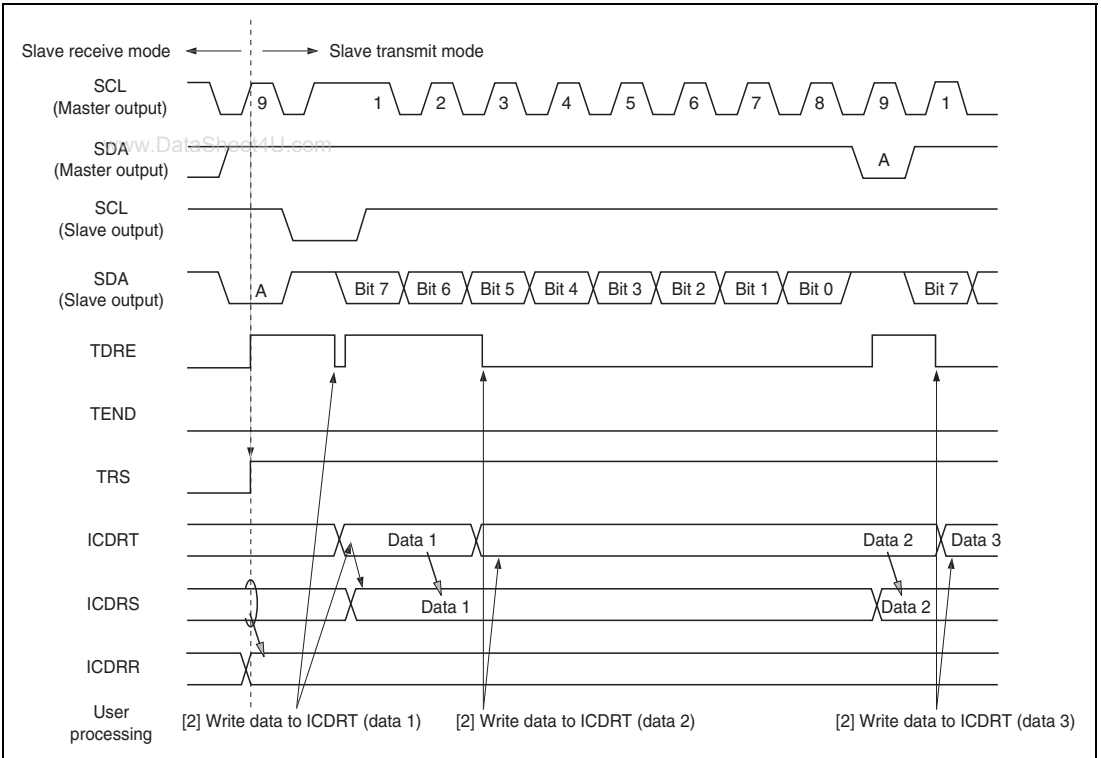 Slave receive mode Slave transmit mode
SCL
(Master output)
9 1 2 3 4 5 6 7 8 9 1
www.DataSheet4U.com
SDA
(Master output)
A
SCL
(Slave output)
SDA
(Slave output)
A Bit 7 Bit 6 Bit 5 Bit 4 Bit 3 Bit 2 Bit 1 Bit 0 Bit 7
TDRE
TEND
TRS
ICDRT
Data 1 Data 2 Data 3
ICDRS
Data 1 Data 2
ICDRR
User
processing
[2] Write data to ICDRT (data 1) [2] Write data to ICDRT (data 2) [2] Write data to ICDRT (data 3)